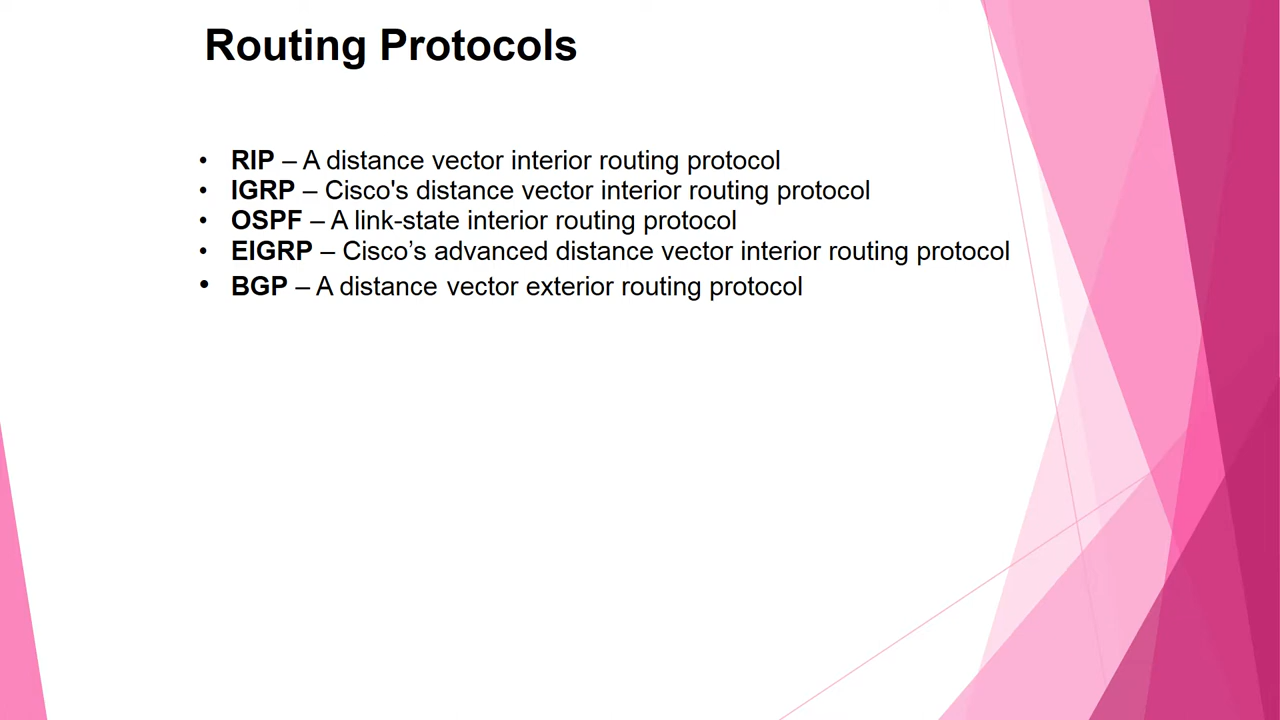 Routing Protocols
• RIP – A distance vector interior routing protocol
• IGRP – Cisco's distance vector interior routing protocol
• OSPF – A link-state interior routing protocol
• EIGRP – Cisco’s advanced distance vector interior routing protocol
• BGP – A distance vector exterior routing protocol